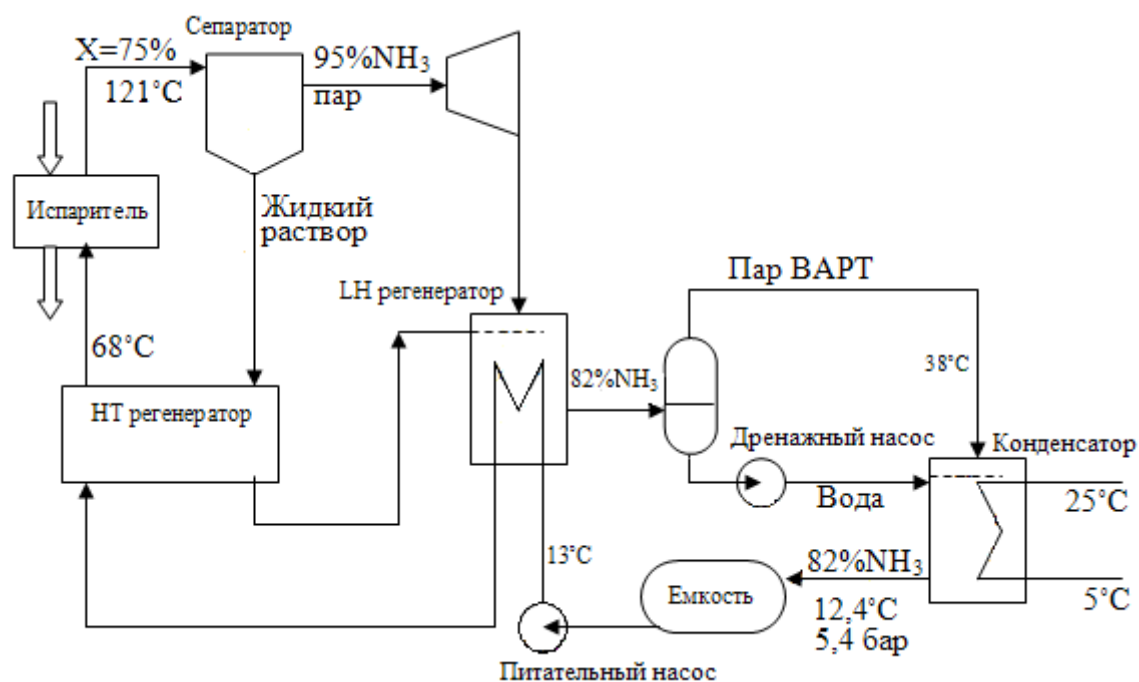 Сепаратор
X=75%
121°C
95%NH₃
пар
Испаритель
Жидкий
раствор
LH регенератор
Пар ВАРТ
68°C
38°C
82%NH₃
НТ регенератор
Дренажный насос
Конденсатор
Вода
25°C
13°C
82%NH₃
Емкость
12,4°C
5°C
5,4 бар
Питательный насос